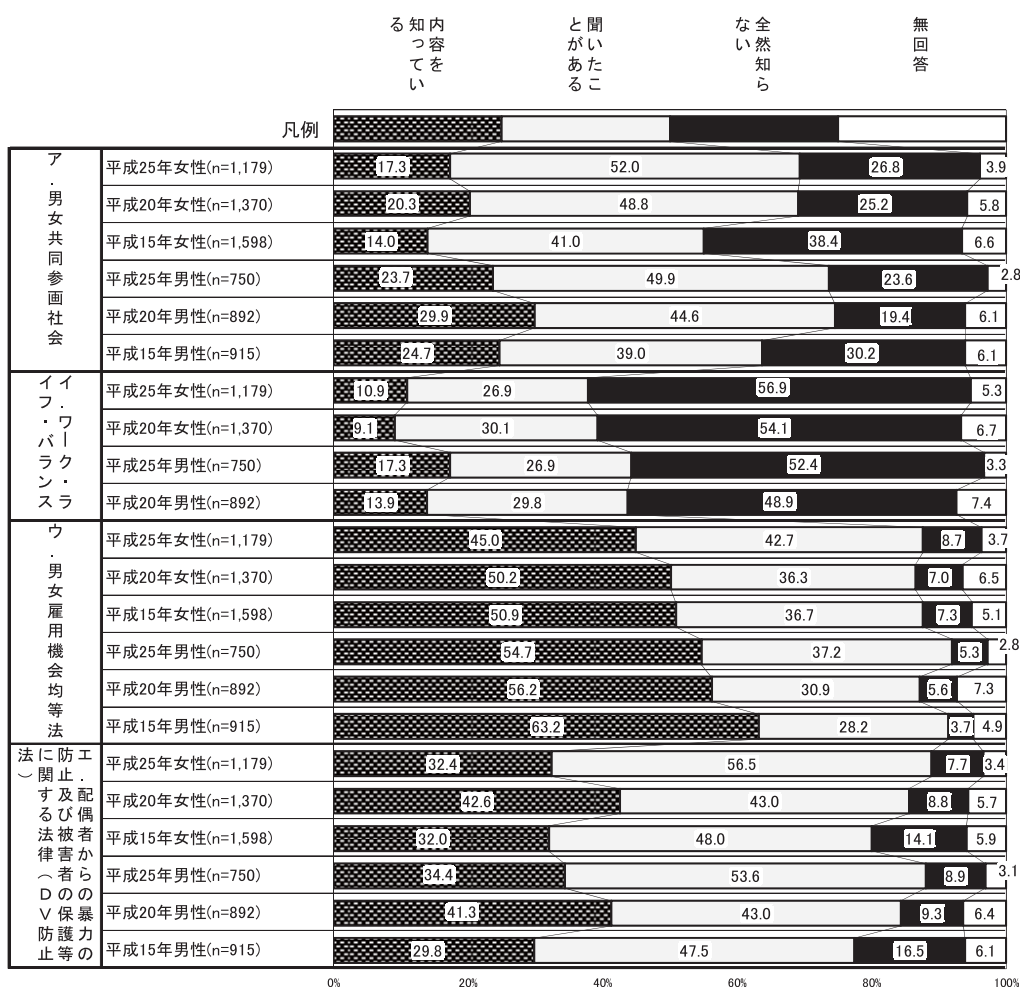 内容を知っている
聞いたことがある
全然知らない
無回答
凡例
ア．男女共同参画社会
平成25年女性(n=1,179) 17.3 52.0 26.8 3.9
平成20年女性(n=1,370) 20.3 48.8 25.2 5.8
平成15年女性(n=1,598) 14.0 41.0 38.4 6.6
平成25年男性(n=750) 23.7 49.9 23.6 2.8
平成20年男性(n=892) 29.9 44.6 19.4 6.1
平成15年男性(n=915) 24.7 39.0 30.2 6.1
イ．ワーク・ライフ・バランス
平成25年女性(n=1,179) 10.9 26.9 56.9 5.3
平成20年女性(n=1,370) 9.1 30.1 54.1 6.7
平成25年男性(n=750) 17.3 26.9 52.4 3.3
平成20年男性(n=892) 13.9 29.8 48.9 7.4
ウ．男女雇用機会均等法
平成25年女性(n=1,179) 45.0 42.7 8.7 3.7
平成20年女性(n=1,370) 50.2 36.3 7.0 6.5
平成15年女性(n=1,598) 50.9 36.7 7.3 5.1
平成25年男性(n=750) 54.7 37.2 5.3 2.8
平成20年男性(n=892) 56.2 30.9 5.6 7.3
平成15年男性(n=915) 63.2 28.2 3.7 4.9
エ．配偶者からの暴力の防止及び被害者の保護等に関する法律（DV防止法）
平成25年女性(n=1,179) 32.4 56.5 7.7 3.4
平成20年女性(n=1,370) 42.6 43.0 8.8 5.7
平成15年女性(n=1,598) 32.0 48.0 14.1 5.9
平成25年男性(n=750) 34.4 53.6 8.9 3.1
平成20年男性(n=892) 41.3 43.0 9.3 6.4
平成15年男性(n=915) 29.8 47.5 16.5 6.1
0% 20% 40% 60% 80% 100%